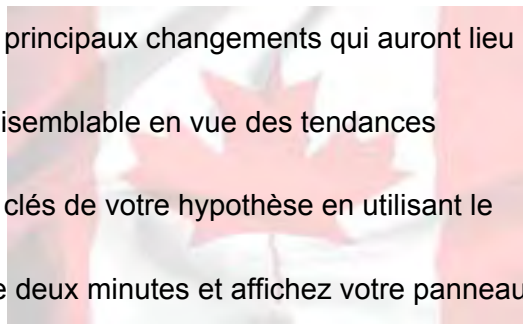 principaux changements qui auront lieu
isemblable en vue des tendances
clés de votre hypothèse en utilisant le
e deux minutes et affichez votre panneau